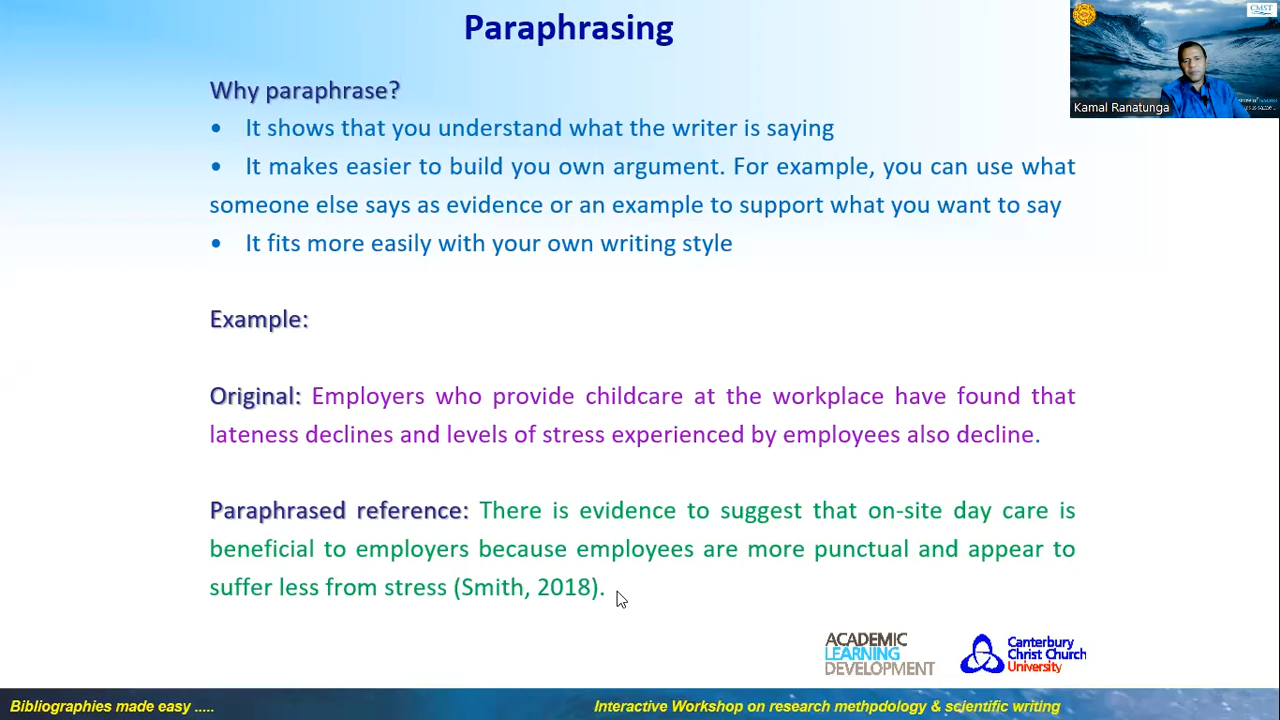 Paraphrasing
CMST
Kamal Ranatunga
Why paraphrase?
• It shows that you understand what the writer is saying
• It makes easier to build you own argument. For example, you can use what
someone else says as evidence or an example to support what you want to say
• It fits more easily with your own writing style
Example:
Original: Employers who provide childcare at the workplace have found that
lateness declines and levels of stress experienced by employees also decline.
Paraphrased reference: There is evidence to suggest that on-site day care is
beneficial to employers because employees are more punctual and appear to
suffer less from stress (Smith, 2018).
ACADEMIC
LEARNING
DEVELOPMENT
Canterbury
Christ Church
University
Bibliographies made easy .....
Interactive Workshop on research methpdology & scientific writing